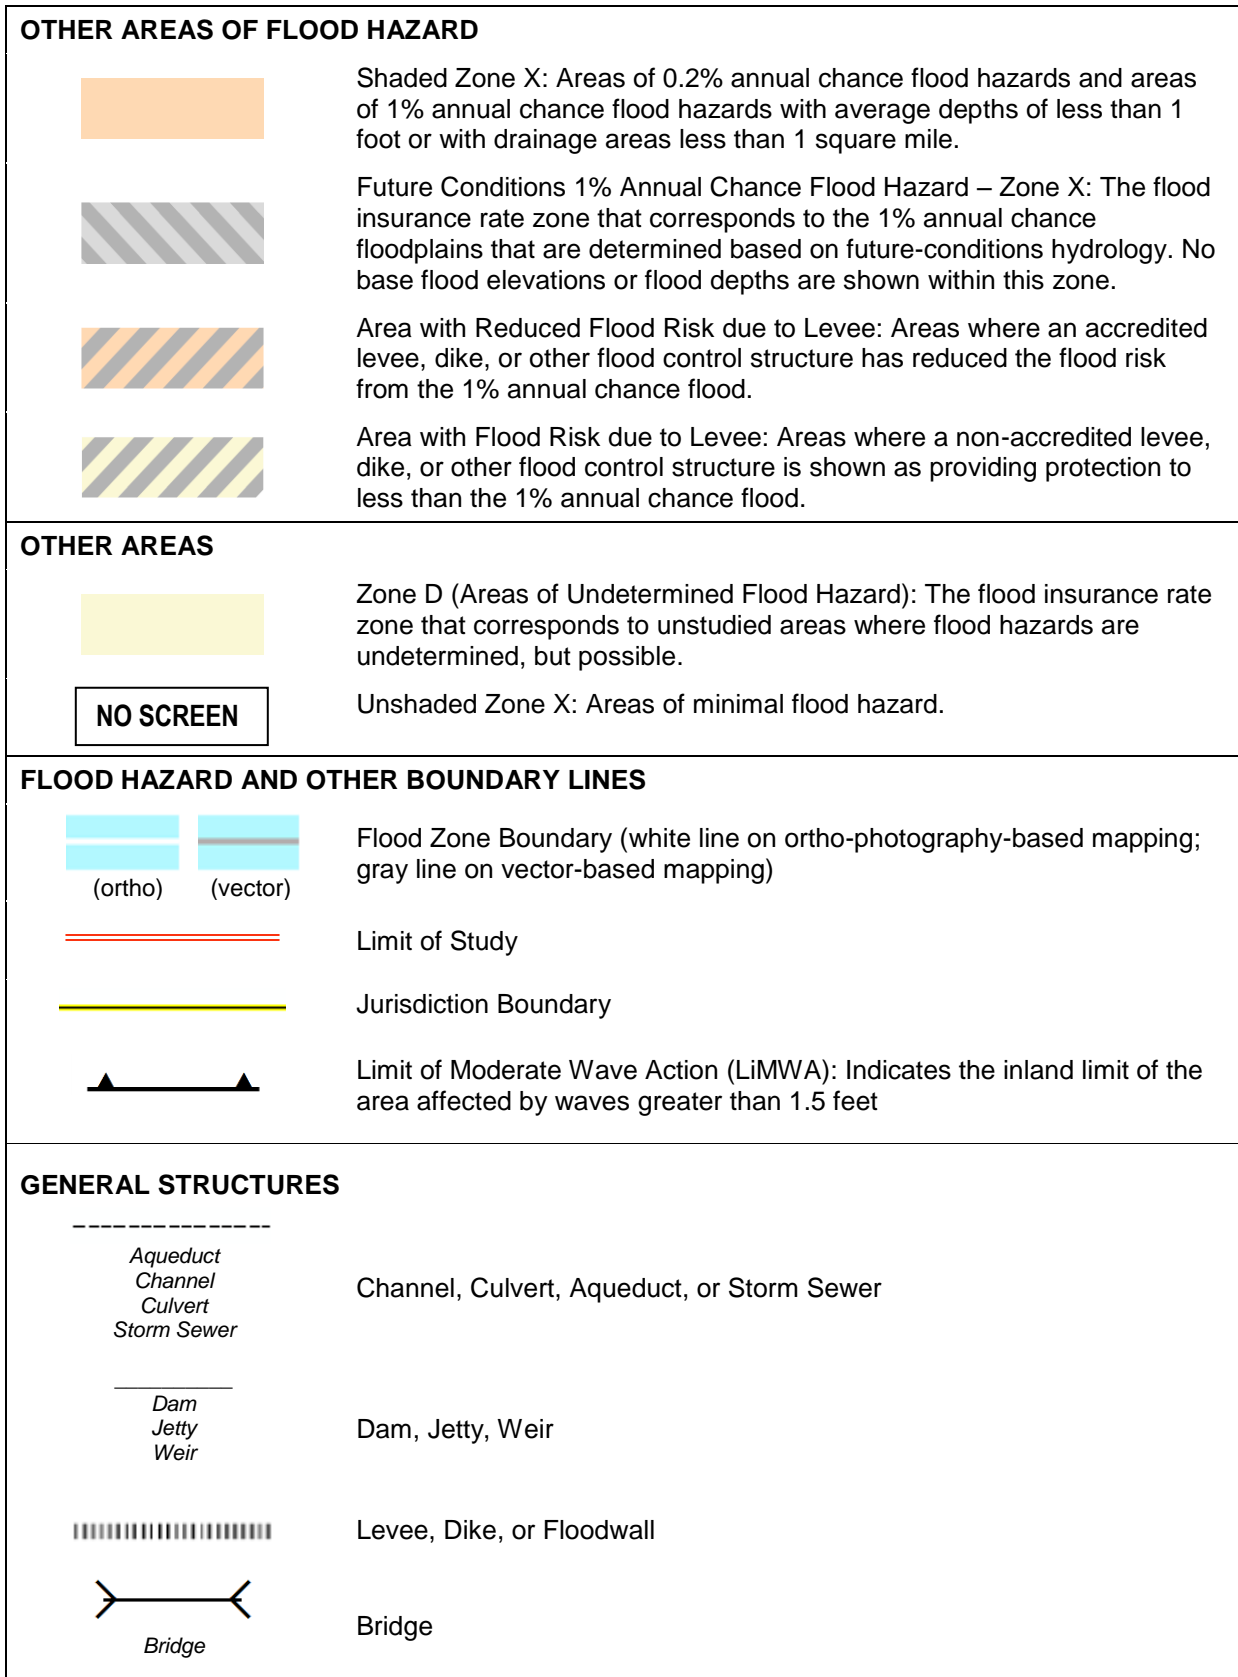 OTHER AREAS OF FLOOD HAZARD
Shaded Zone X: Areas of 0.2% annual chance flood hazards and areas
of 1% annual chance flood hazards with average depths of less than 1
foot or with drainage areas less than 1 square mile.
Future Conditions 1% Annual Chance Flood Hazard – Zone X: The flood
insurance rate zone that corresponds to the 1% annual chance
floodplains that are determined based on future-conditions hydrology. No
base flood elevations or flood depths are shown within this zone.
Area with Reduced Flood Risk due to Levee: Areas where an accredited
levee, dike, or other flood control structure has reduced the flood risk
from the 1% annual chance flood.
Area with Flood Risk due to Levee: Areas where a non-accredited levee,
dike, or other flood control structure is shown as providing protection to
less than the 1% annual chance flood.
OTHER AREAS
Zone D (Areas of Undetermined Flood Hazard): The flood insurance rate
zone that corresponds to unstudied areas where flood hazards are
undetermined, but possible.
NO SCREEN
Unshaded Zone X: Areas of minimal flood hazard.
FLOOD HAZARD AND OTHER BOUNDARY LINES
(ortho) (vector)
Flood Zone Boundary (white line on ortho-photography-based mapping;
gray line on vector-based mapping)
Limit of Study
Jurisdiction Boundary
Limit of Moderate Wave Action (LiMWA): Indicates the inland limit of the
area affected by waves greater than 1.5 feet
GENERAL STRUCTURES
Aqueduct
Channel
Culvert
Storm Sewer
Channel, Culvert, Aqueduct, or Storm Sewer
Dam
Jetty
Weir
Dam, Jetty, Weir
Levee, Dike, or Floodwall
Bridge
Bridge